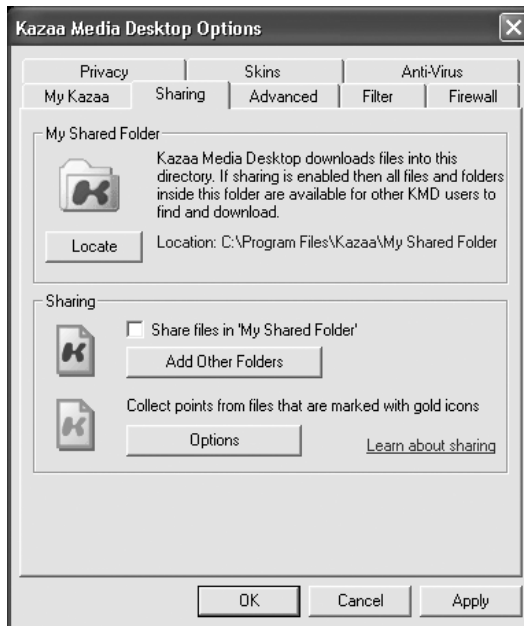 Kazaa Media Desktop Options
Privacy Skins Anti-Virus
My Kazaa Sharing Advanced Filter Firewall
My Shared Folder
Kazaa Media Desktop downloads files into this
directory. If sharing is enabled then all files and folders
inside this folder are available for other KMD users to
find and download.
Locate Location: C:\Program Files\Kazaa\My Shared Folder
Sharing
Share files in 'My Shared Folder'
Add Other Folders
Collect points from files that are marked with gold icons
Options Learn about sharing
OK Cancel Apply